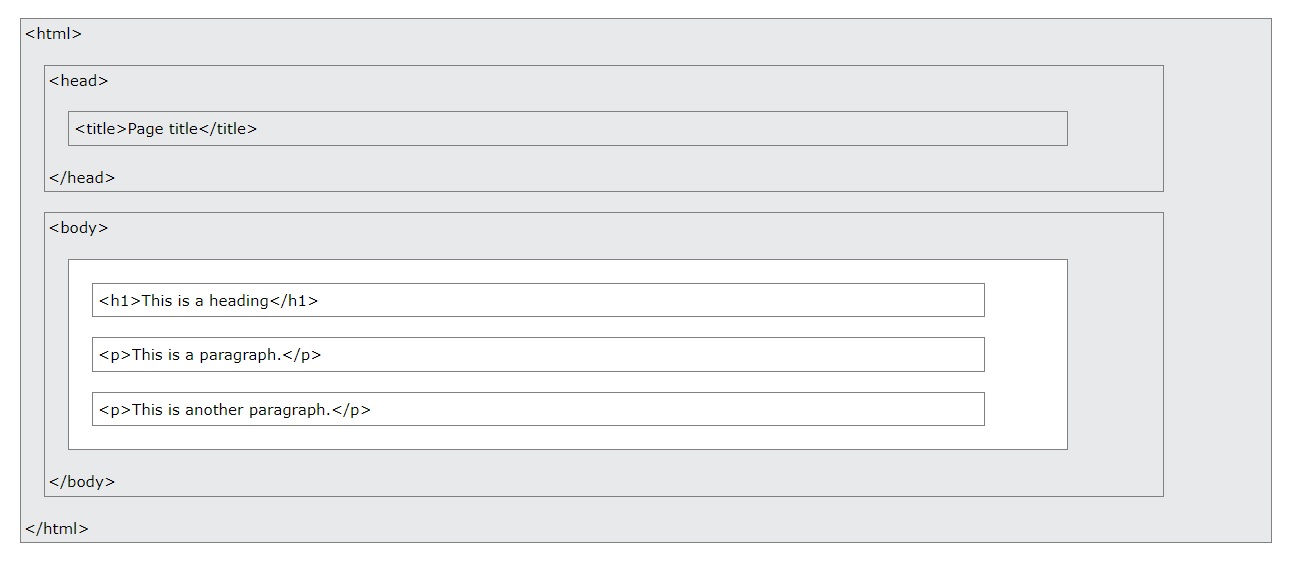 <html>
<head>
<title>Page title</title>
</head>
<body>
<h1>This is a heading</h1>
<p>This is a paragraph.</p>
<p>This is another paragraph.</p>
</body>
</html>